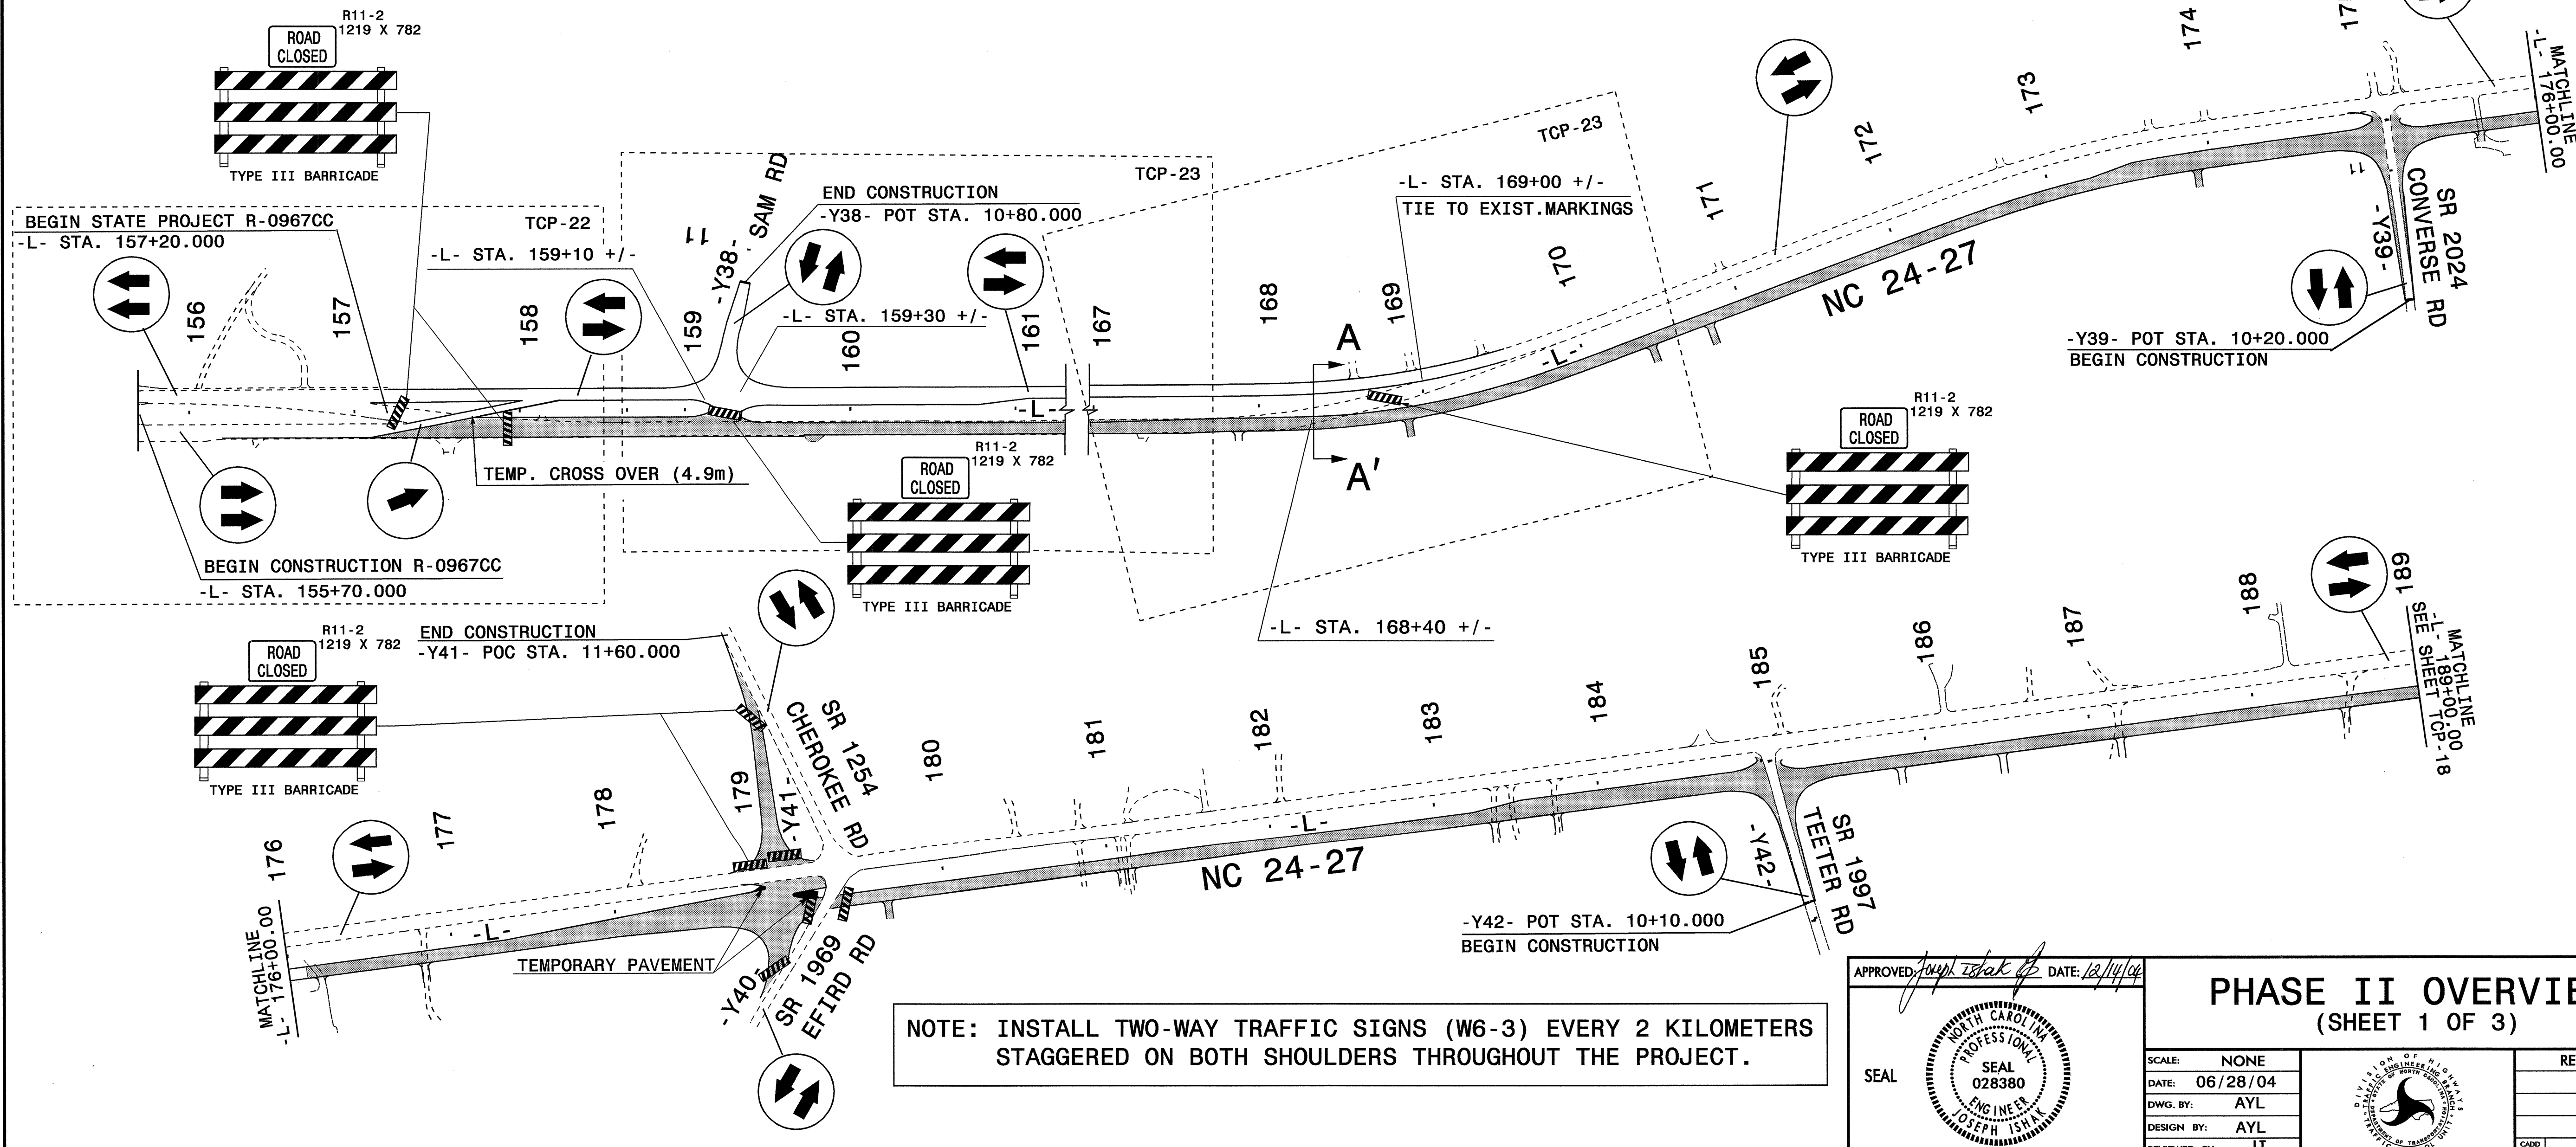 R11-2
1219 X 782
ROAD
CLOSED
TYPE III BARRICADE
BEGIN STATE PROJECT R-0967CC
-L- STA. 157+20.000
TCP-22
-L- STA. 159+10 +/-
156
157
158
159
160
161
167
168
169
170
171
172
173
174
11
-Y38-
SAM RD
END CONSTRUCTION
-Y38- POT STA. 10+80.000
-L- STA. 159+30 +/-
TCP-23
TCP-23
-L- STA. 169+00 +/-
TIE TO EXIST.MARKINGS
A
A'
-L-
-L-
NC 24-27
11
-Y39-
SR 2024
CONVERSE RD
MATCHLINE
-L- 176+00.00
-Y39- POT STA. 10+20.000
BEGIN CONSTRUCTION
TEMP. CROSS OVER (4.9m)
BEGIN CONSTRUCTION R-0967CC
-L- STA. 155+70.000
R11-2
1219 X 782
ROAD
CLOSED
TYPE III BARRICADE
R11-2
1219 X 782
ROAD
CLOSED
TYPE III BARRICADE
-L- STA. 168+40 +/-
R11-2
1219 X 782
ROAD
CLOSED
TYPE III BARRICADE
END CONSTRUCTION
-Y41- POC STA. 11+60.000
SR 1254
CHEROKEE RD
-Y41-
176
177
178
179
180
181
182
183
184
185
186
187
188
189
MATCHLINE
-L- 176+00.00
-L-
TEMPORARY PAVEMENT
-Y40-
SR 1969
EFIRD RD
-L-
NC 24-27
-Y42-
SR 1997
TEETER RD
-Y42- POT STA. 10+10.000
BEGIN CONSTRUCTION
MATCHLINE
-L- 189+00.00
SEE SHEET TCP-18
NOTE: INSTALL TWO-WAY TRAFFIC SIGNS (W6-3) EVERY 2 KILOMETERS
STAGGERED ON BOTH SHOULDERS THROUGHOUT THE PROJECT.
APPROVED: Joseph Ishak DATE: 12/14/04
SEAL
NORTH CAROLINA
PROFESSIONAL
SEAL
028380
ENGINEER
JOSEPH ISHAK
PHASE II OVERVIE
(SHEET 1 OF 3)
SCALE: NONE
DATE: 06/28/04
DWG. BY: AYL
DESIGN BY: AYL
DIVISION OF HIGHWAYS
TRAFFIC ENGINEERING BRANCH
RE
CADD